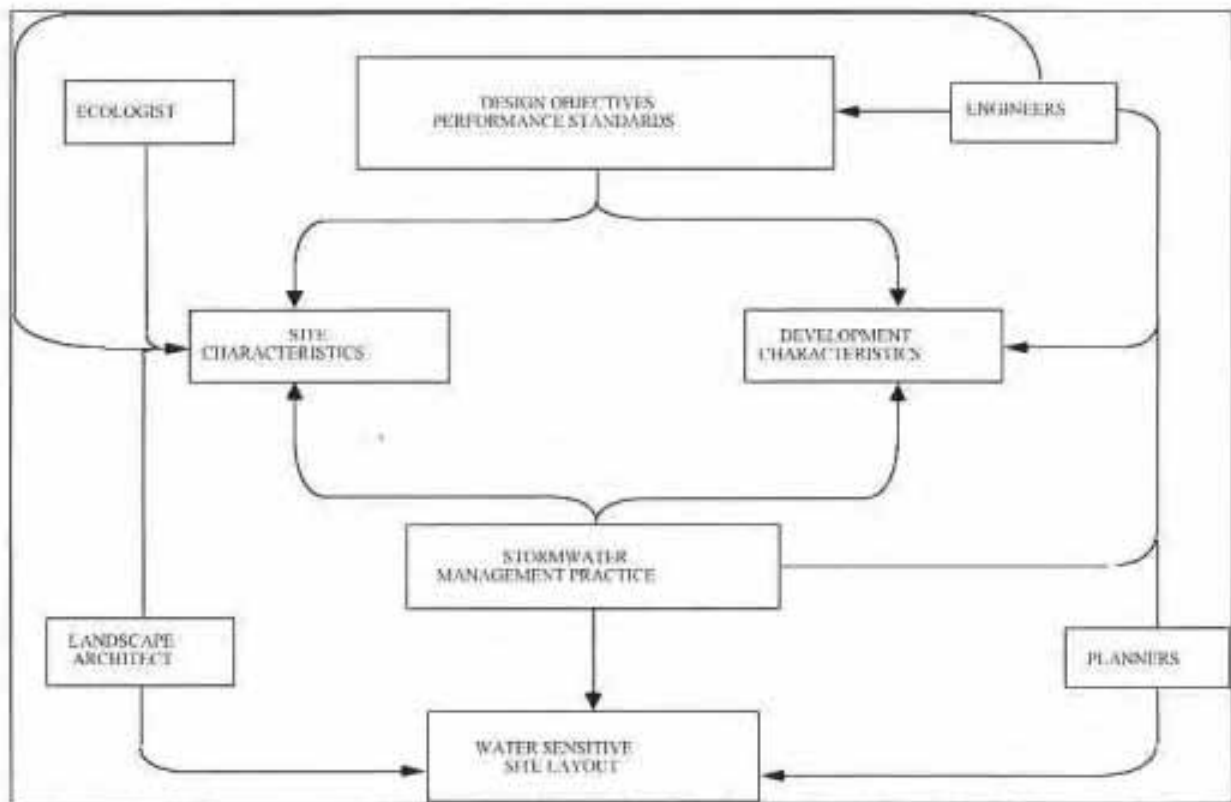 ECOLOGIST
DESIGN OBJECTIVES
PERFORMANCE STANDARDS
ENGINEERS
SITE
CHARACTERISTICS
DEVELOPMENT
CHARACTERISTICS
STORMWATER
MANAGEMENT PRACTICE
LANDSCAPE
ARCHITECT
PLANNERS
WATER SENSITIVE
SITE LAYOUT